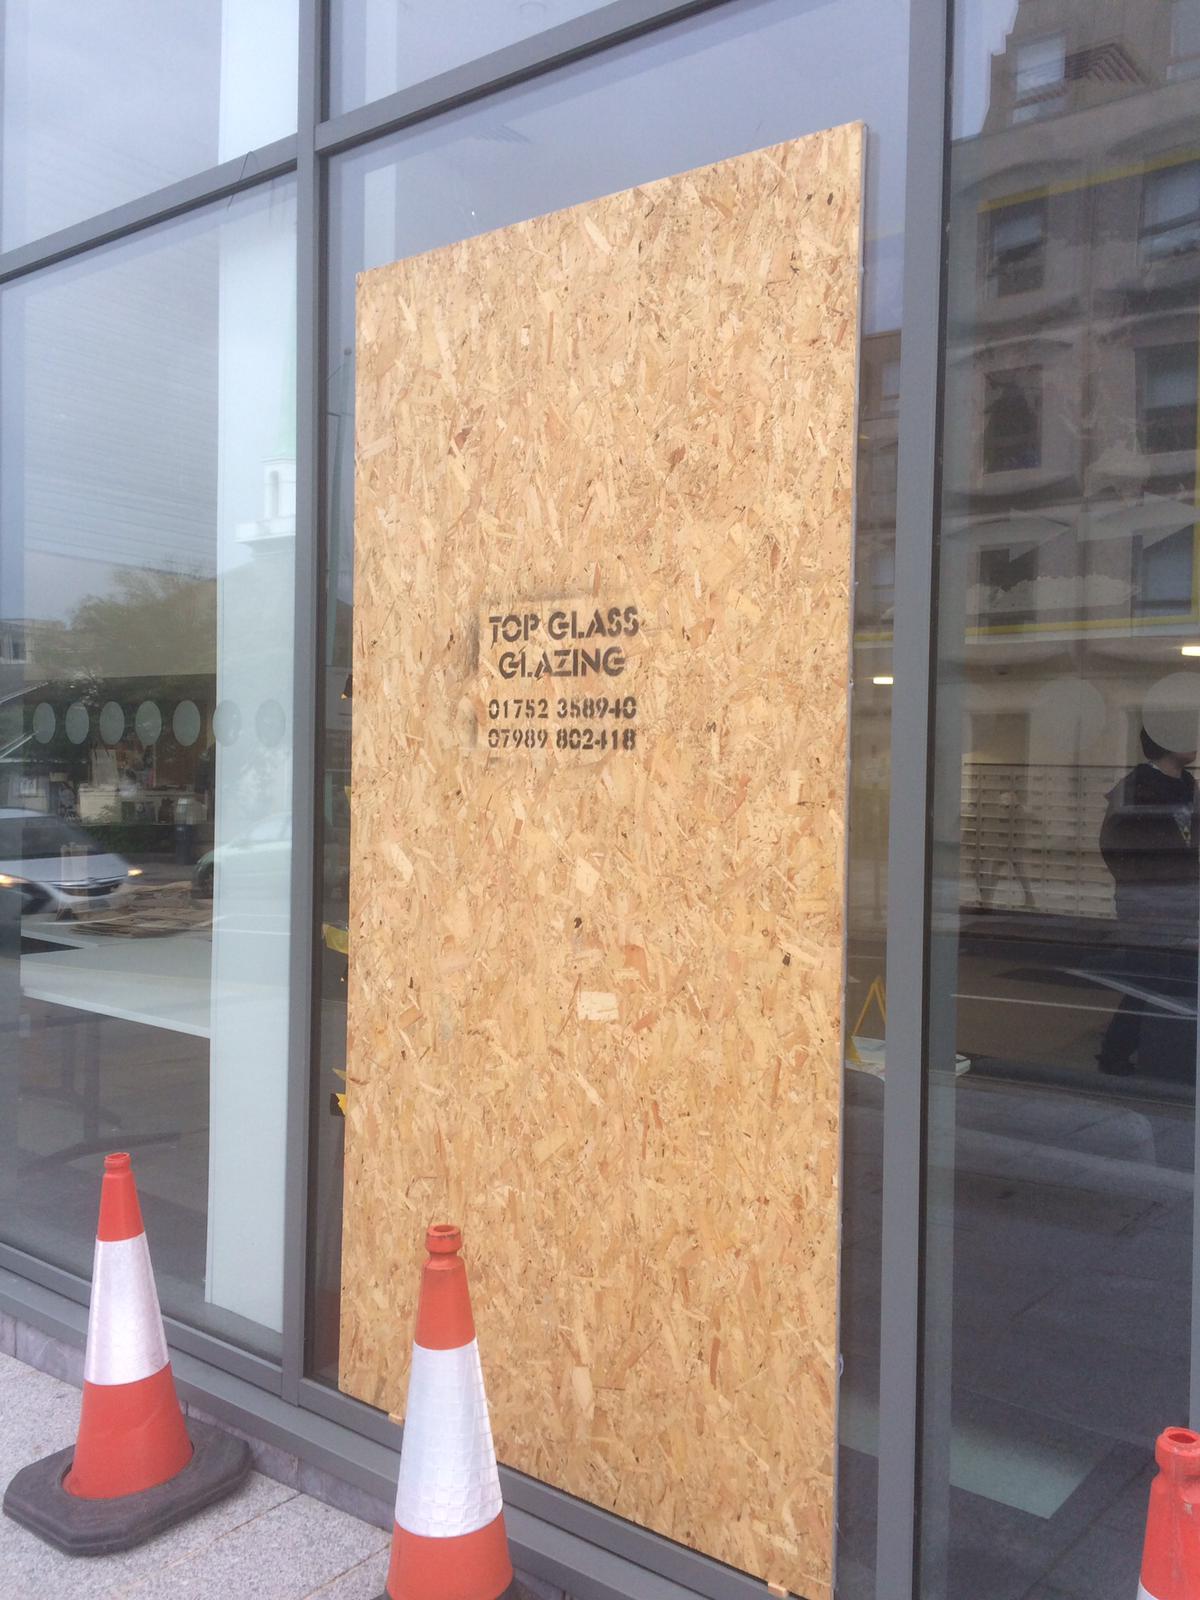 TOP GLASS
GLAZING
01752 358940
07989 802418